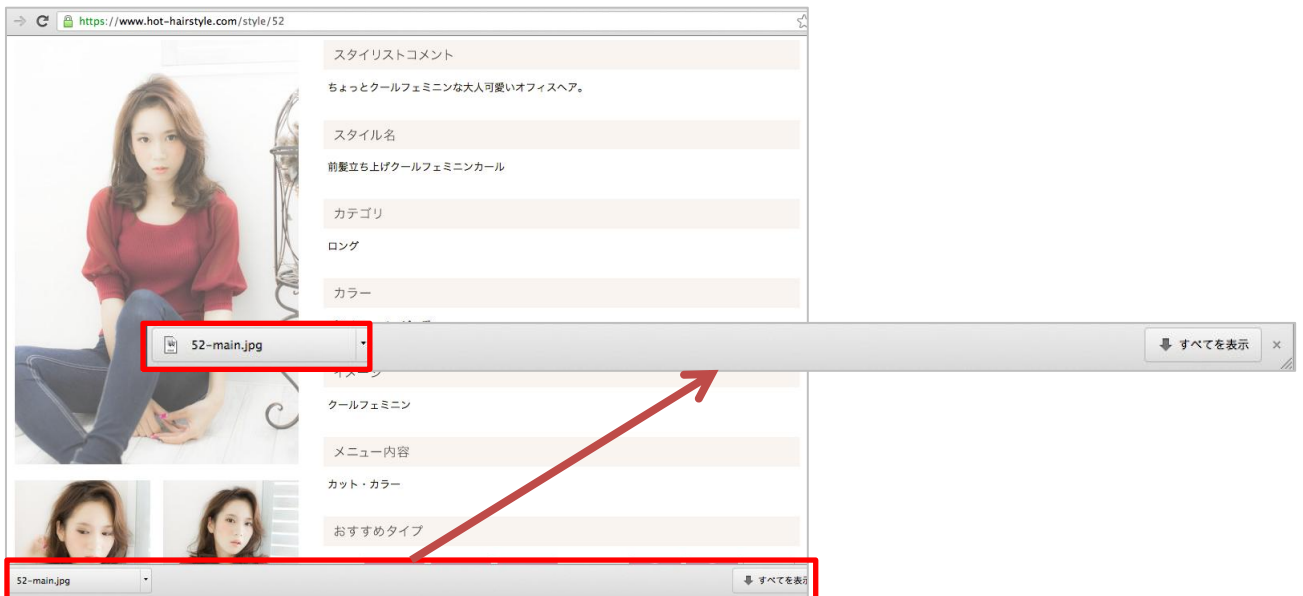 https://www.hot-hairstyle.com/style/52
スタイリストコメント
ちょっとクールフェミニンな大人可愛いオフィスヘア。
スタイル名
前髪立ち上げクールフェミニンカール
カテゴリ
ロング
カラー
52-main.jpg
すべてを表示
イメージ
クールフェミニン
メニュー内容
カット・カラー
おすすめタイプ
52-main.jpg
すべてを表示